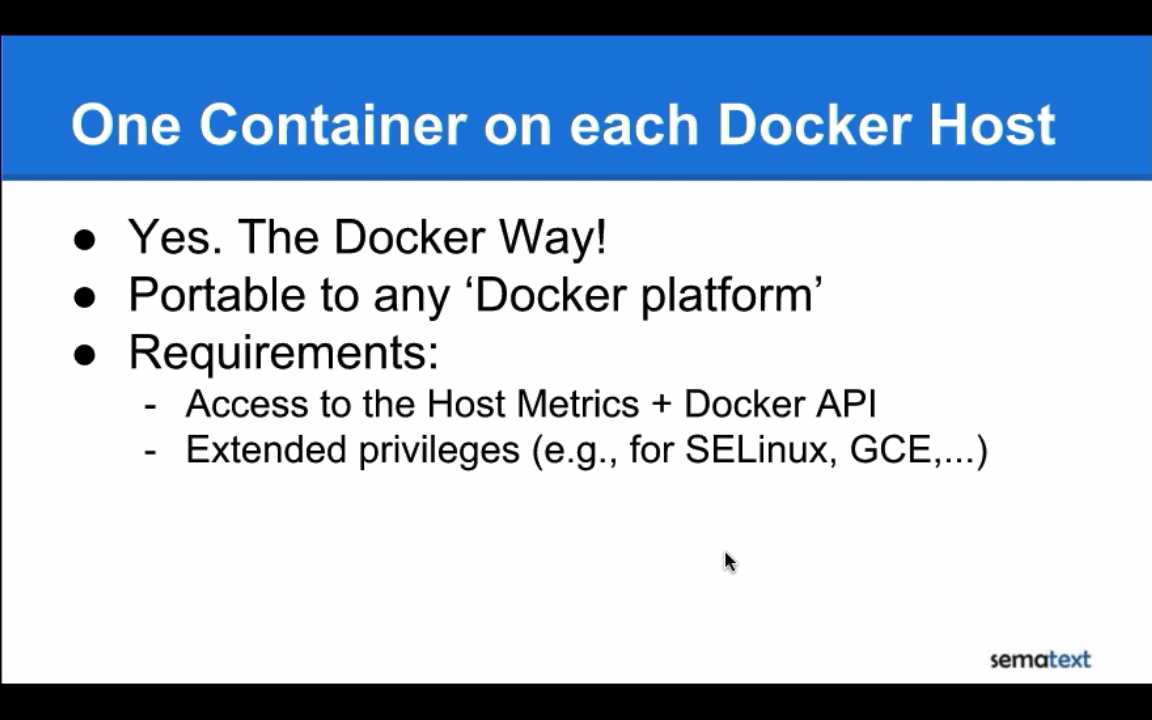 One Container on each Docker Host
● Yes. The Docker Way!
● Portable to any ‘Docker platform’
● Requirements:
- Access to the Host Metrics + Docker API
- Extended privileges (e.g., for SELinux, GCE,...)
sematext